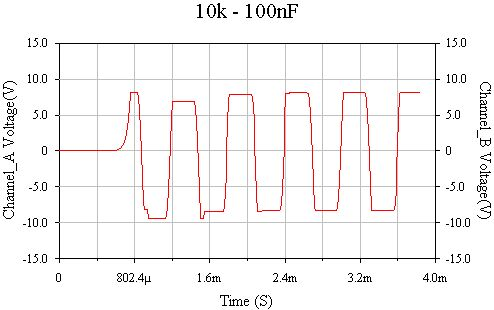 10k - 100nF
15.0 15.0
10.0 10.0
5.0 5.0
0 0
-5.0 -5.0
-10.0 -10.0
-15.0 -15.0
Channel_A Voltage(V)
Channel_B Voltage(V)
0 802.4μ 1.6m 2.4m 3.2m 4.0m
Time (S)